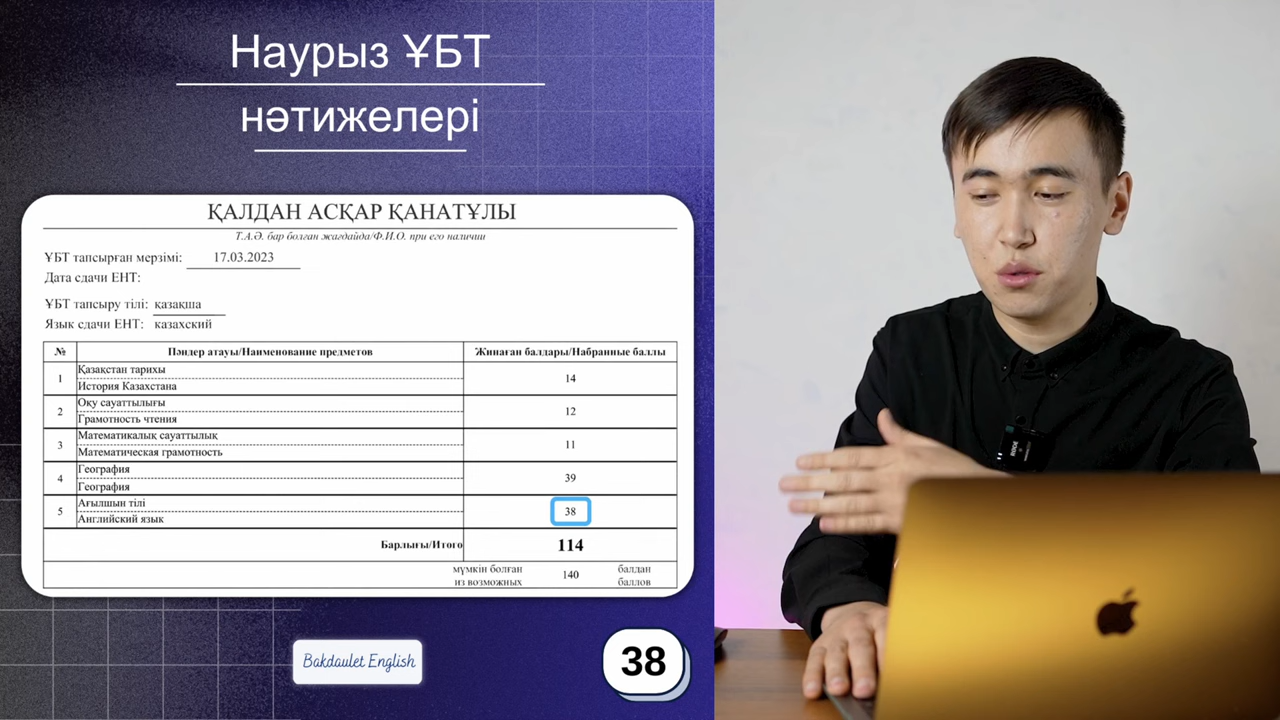 Наурыз ҰБТ
нәтижелері
ҚАЛДАН АСҚАР ҚАНАТҰЛЫ
Т.А.Ә. бар болған жағдайда/Ф.И.О. при его наличии
ҰБТ тапсырған мерзімі: 17.03.2023
Дата сдачи ЕНТ:
ҰБТ тапсыру тілі: қазақша
Язык сдачи ЕНТ: казахский
№ Пәндер атауы/Наименование предметов Жинаған балдары/Набранные баллы
1 Қазақстан тарихы
История Казахстана 14
2 Оқу сауаттылығы
Грамотность чтения 12
3 Математикалық сауаттылық
Математическая грамотность 11
4 География
География 39
5 Ағылшын тілі
Английский язык 38
Барлығы/Итого 114
мүмкін болған 140 балдан
из возможных баллов
Bakdaulet English
38
RODE